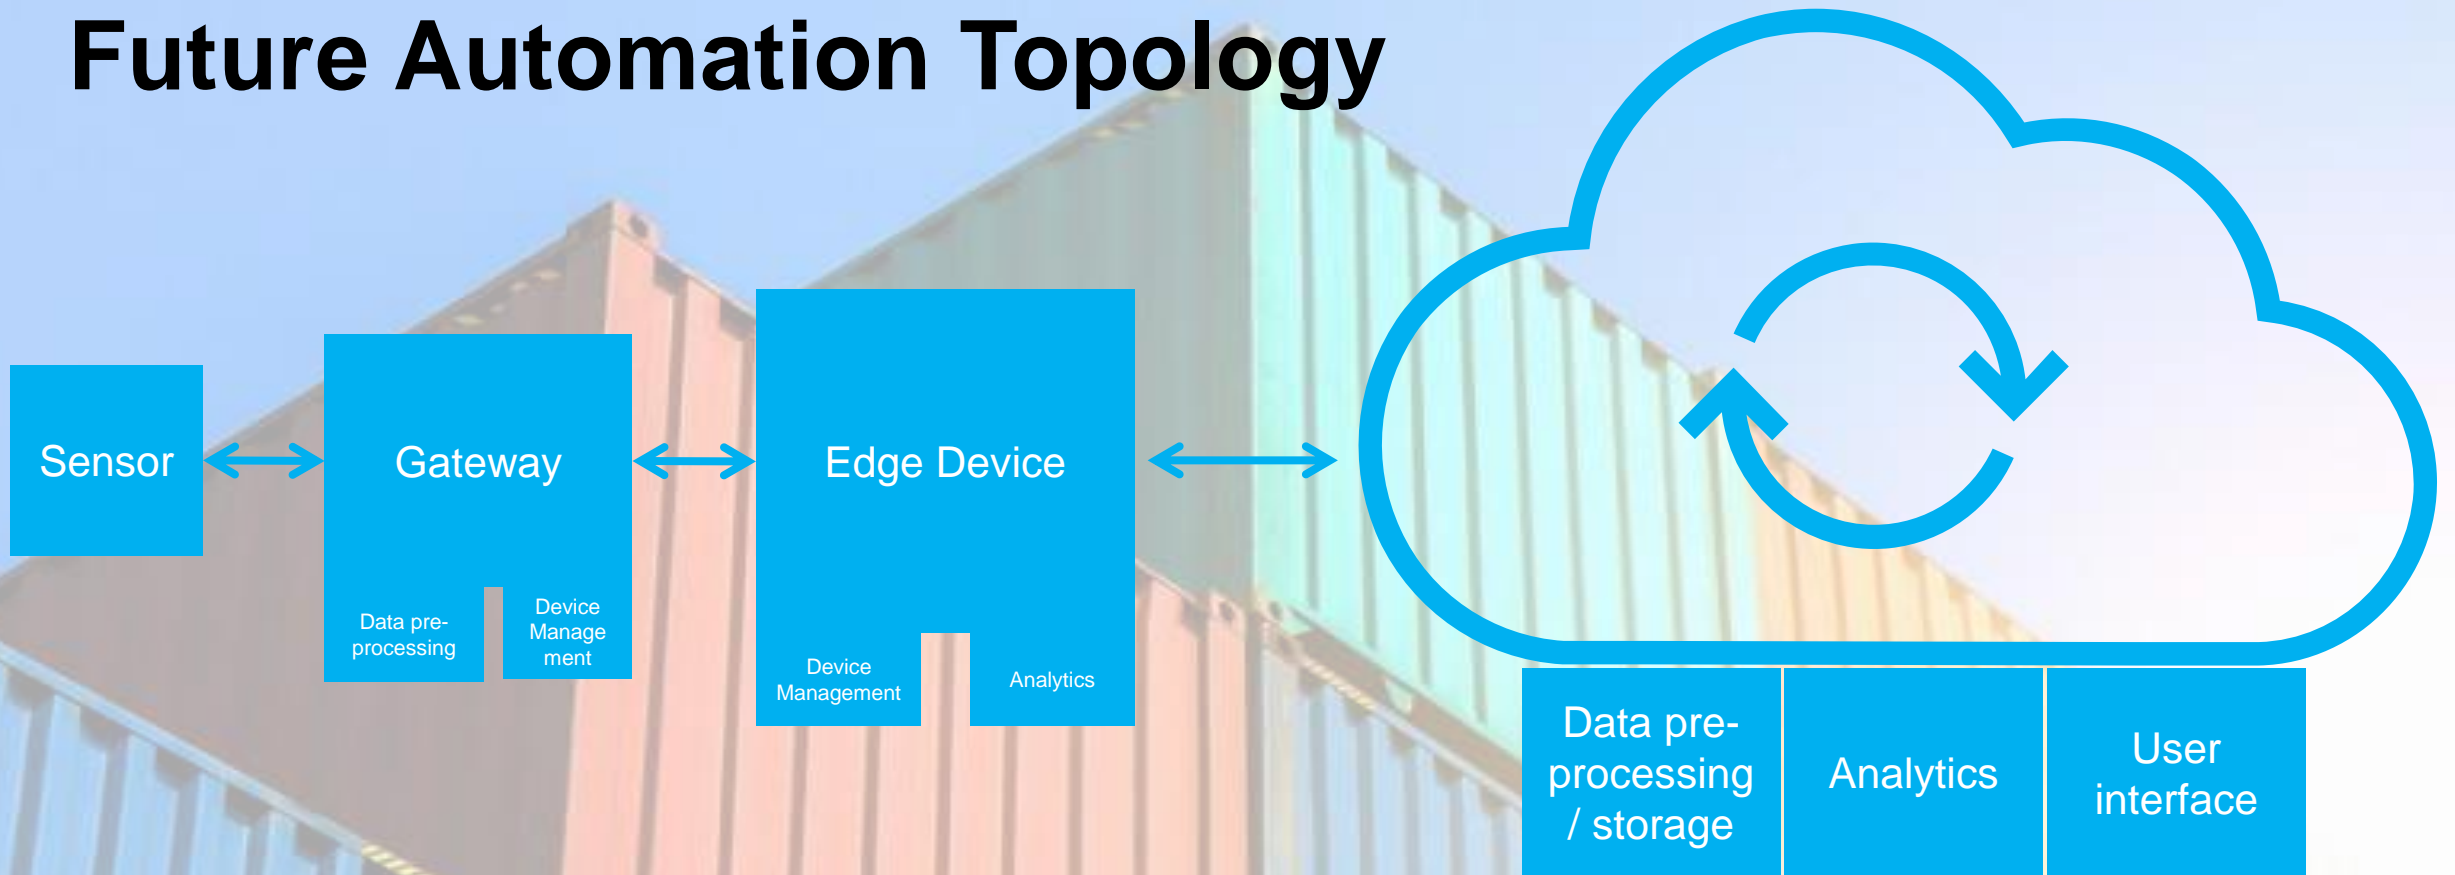 Future Automation Topology
Sensor
Gateway
Edge Device
Data pre-
processing
Device
Manage
ment
Device
Management
Analytics
Data pre-
processing
/ storage
Analytics
User
interface